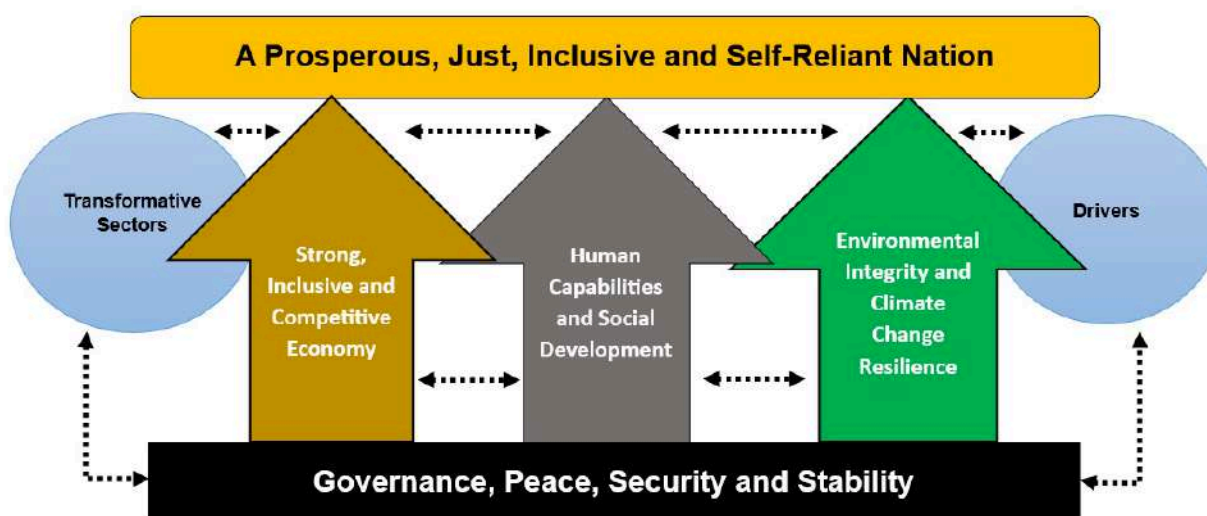 A Prosperous, Just, Inclusive and Self-Reliant Nation
Transformative
Sectors
Strong,
Inclusive and
Competitive
Economy
Human
Capabilities
and Social
Development
Environmental
Integrity and
Climate
Change
Resilience
Drivers
Governance, Peace, Security and Stability